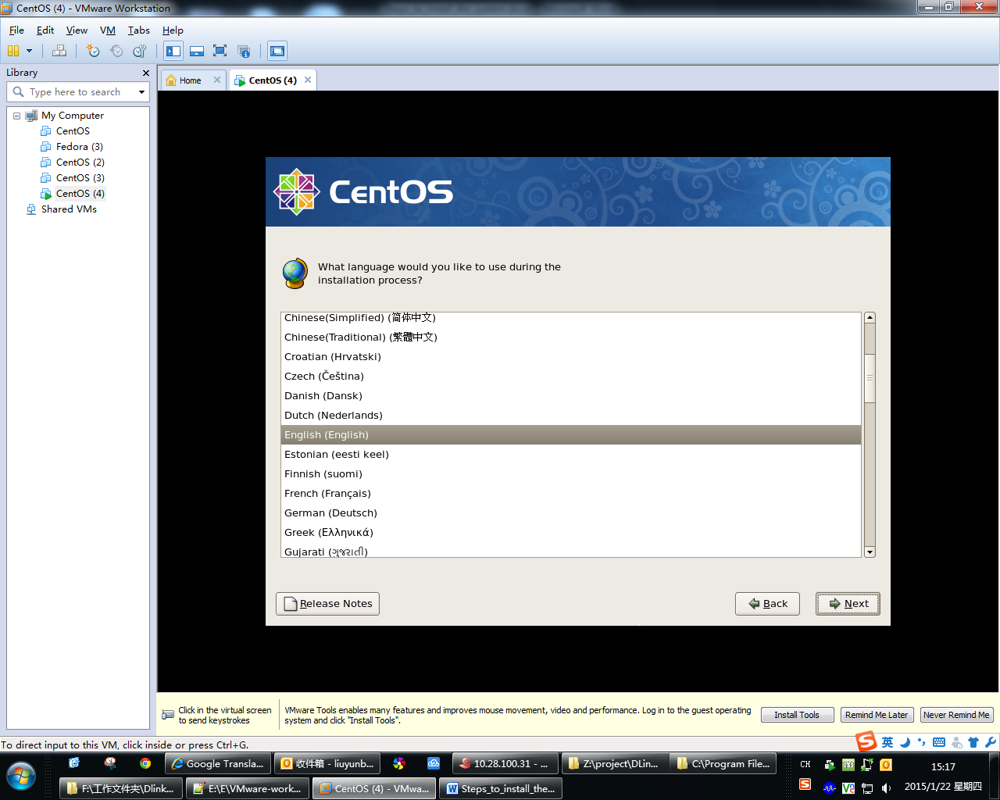 CentOS (4) - VMware Workstation
File Edit View VM Tabs Help
Library
Type here to search
My Computer
CentOS
Fedora (3)
CentOS (2)
CentOS (3)
CentOS (4)
Shared VMs
Home
CentOS (4)
CentOS
What language would you like to use during the
installation process?
Chinese(Simplified) (简体中文)
Chinese(Traditional) (繁體中文)
Croatian (Hrvatski)
Czech (Čeština)
Danish (Dansk)
Dutch (Nederlands)
English (English)
Estonian (eesti keel)
Finnish (suomi)
French (Français)
German (Deutsch)
Greek (Ελληνικά)
Gujarati (ગુજરાતી)
Release Notes
Back
Next
Click in the virtual screen
to send keystrokes
VMware Tools enables many features and improves mouse movement, video and performance. Log in to the guest operating
system and click "Install Tools".
Install Tools
Remind Me Later
Never Remind Me
To direct input to this VM, click inside or press Ctrl+G.
英
Google Transla...
收件箱 - liuyunb...
10.28.100.31 - ...
Z:\project\DLin...
C:\Program File...
CH
15:17
F:\工作文件夹\Dlink...
E:\E\VMware-work...
CentOS (4) - VMwa...
Steps_to_install_the...
2015/1/22 星期四